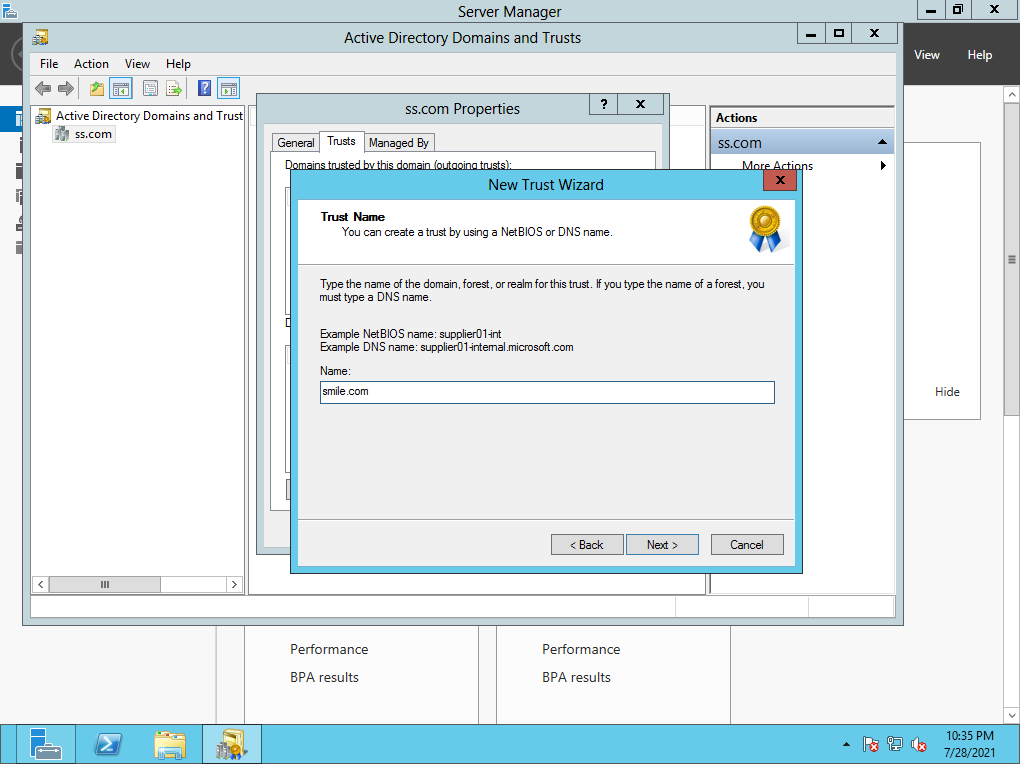 Server Manager
Active Directory Domains and Trusts
View Help
File Action View Help
Active Directory Domains and Trust
ss.com
ss.com Properties
?
General Trusts Managed By
Domains trusted by this domain (outgoing trusts):
Actions
ss.com
More Actions
New Trust Wizard
Trust Name
You can create a trust by using a NetBIOS or DNS name.
Type the name of the domain, forest, or realm for this trust. If you type the name of a forest, you
must type a DNS name.
Example NetBIOS name: supplier01-int
Example DNS name: supplier01-internal.microsoft.com
Name:
smile.com
Hide
< Back Next > Cancel
Performance Performance
BPA results BPA results
10:35 PM
7/28/2021